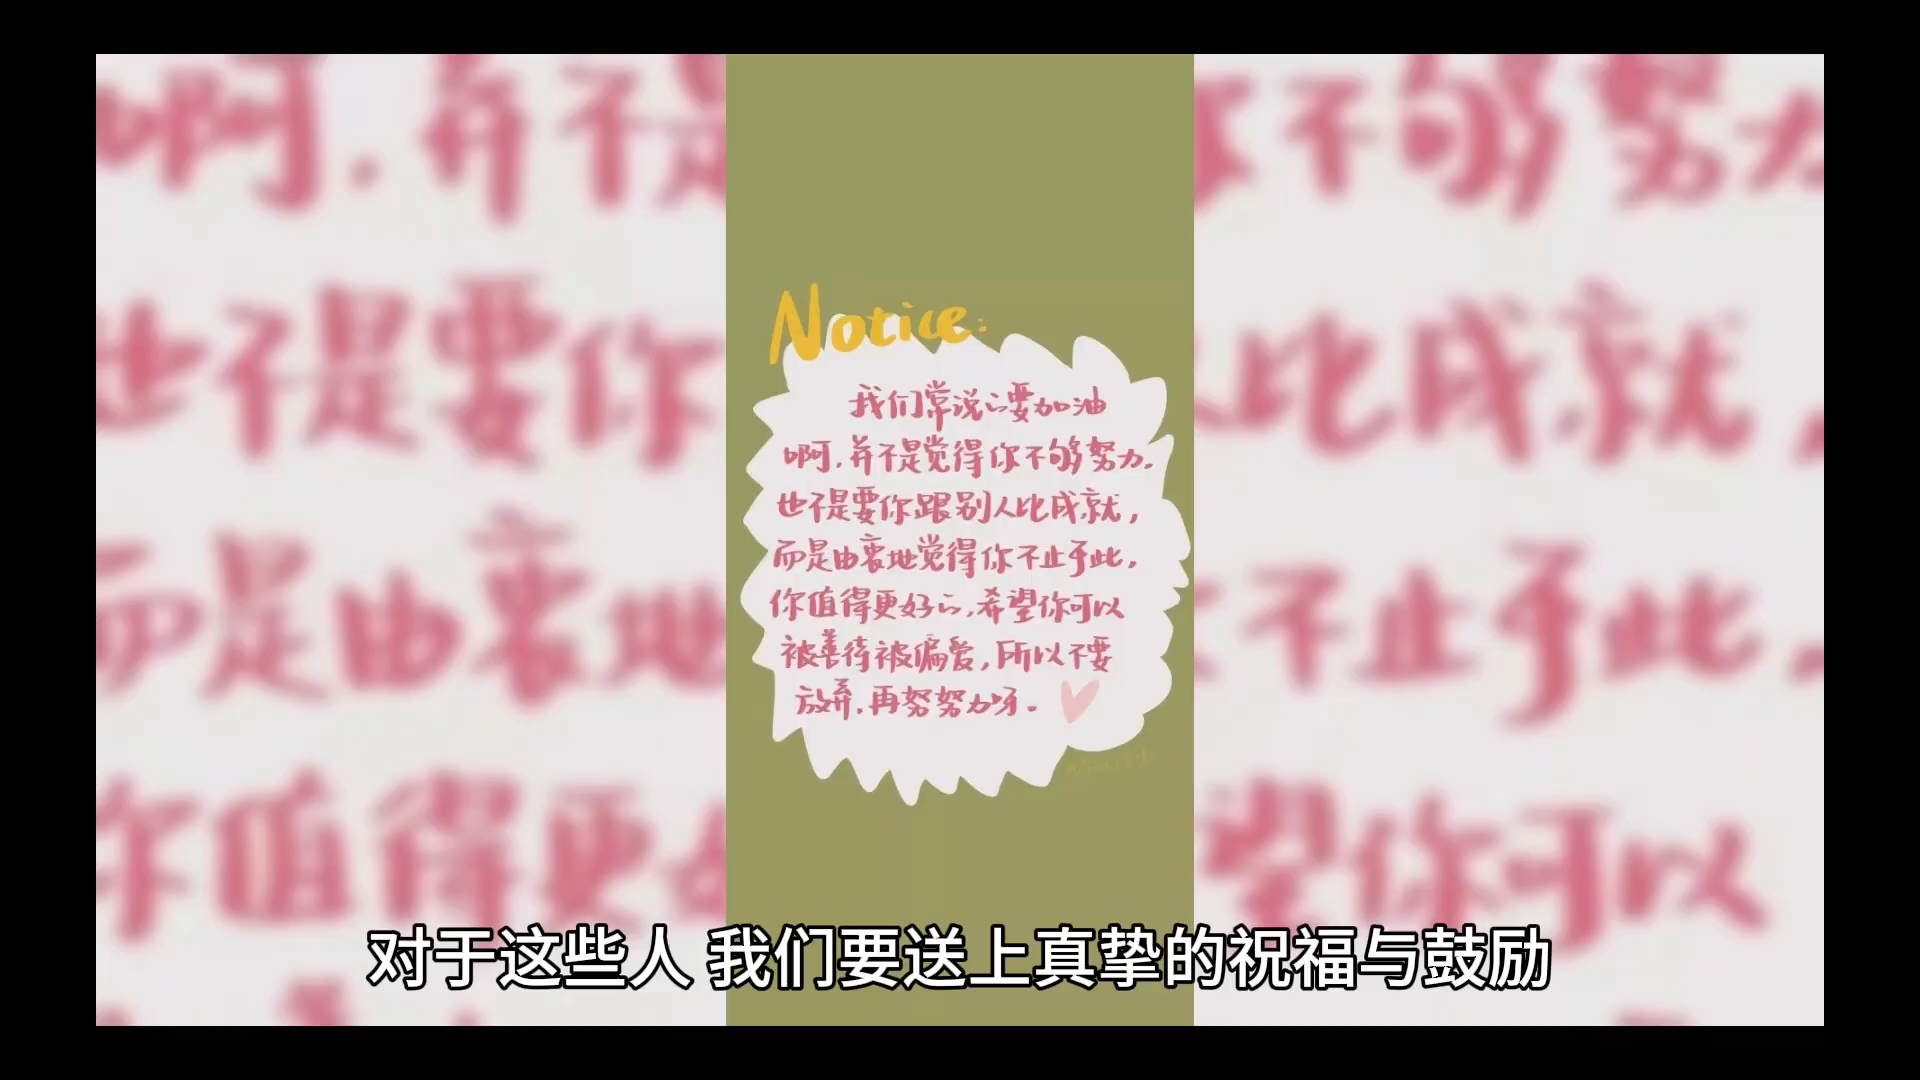 Notice:
我们常说的要加油
啊,并不是觉得你不够努力.
也不是要你跟别人比成就,
而是由衷地觉得你不止于此,
你值得更好的,希望你可以
被善待被偏爱,所以不要
放弃,再努努力呀。
对于这些人 我们要送上真挚的祝福与鼓励